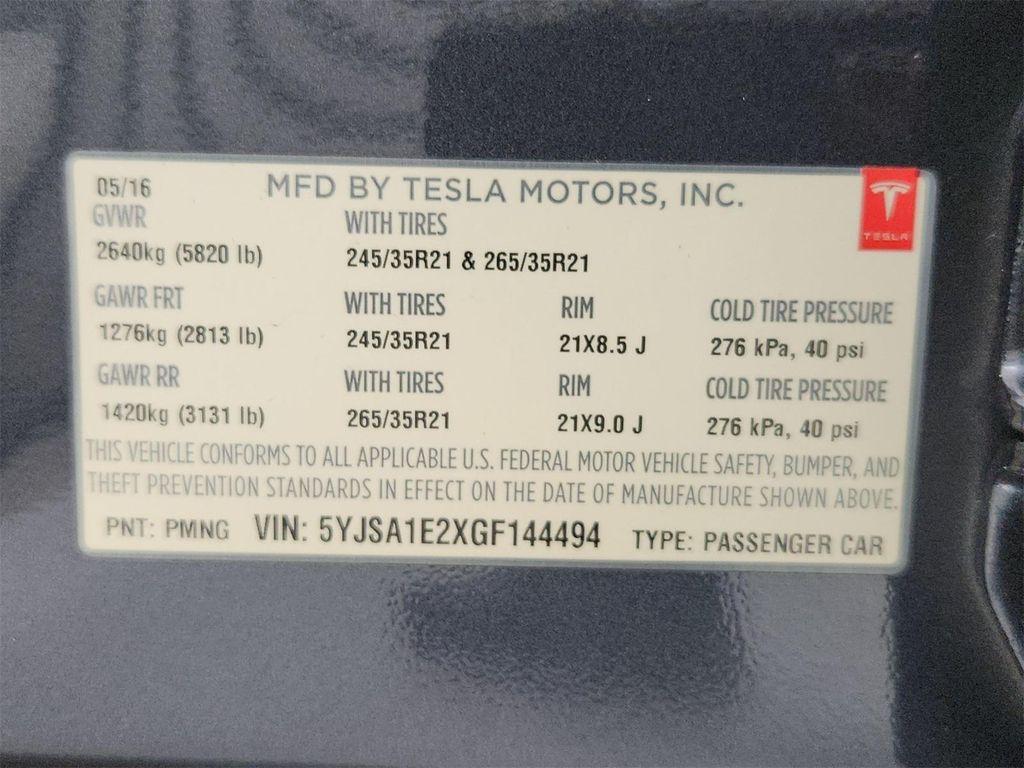 05/16 MFD BY TESLA MOTORS, INC.
TESLA
GVWR WITH TIRES
2640kg (5820 lb) 245/35R21 & 265/35R21
GAWR FRT WITH TIRES RIM COLD TIRE PRESSURE
1276kg (2813 lb) 245/35R21 21X8.5 J 276 kPa, 40 psi
GAWR RR WITH TIRES RIM COLD TIRE PRESSURE
1420kg (3131 lb) 265/35R21 21X9.0 J 276 kPa, 40 psi
THIS VEHICLE CONFORMS TO ALL APPLICABLE U.S. FEDERAL MOTOR VEHICLE SAFETY, BUMPER, AND
THEFT PREVENTION STANDARDS IN EFFECT ON THE DATE OF MANUFACTURE SHOWN ABOVE.
PNT: PMNG VIN: 5YJSA1E2XGF144494 TYPE: PASSENGER CAR